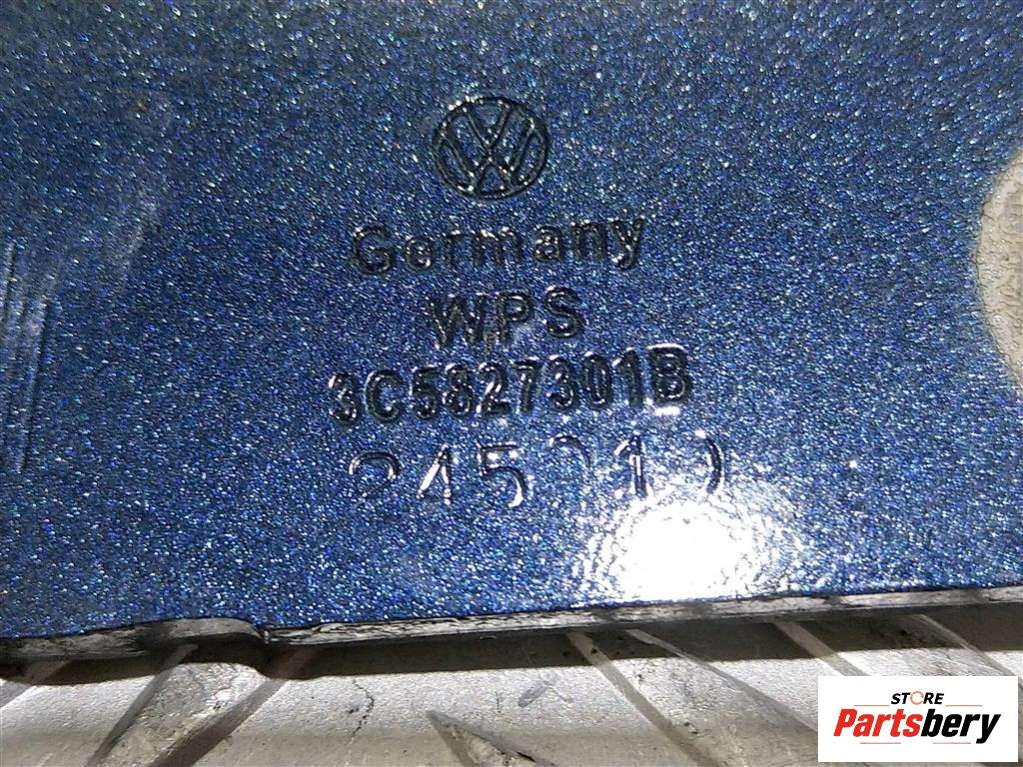 Germany
WPS
3C5827301B
STORE
Partsbery